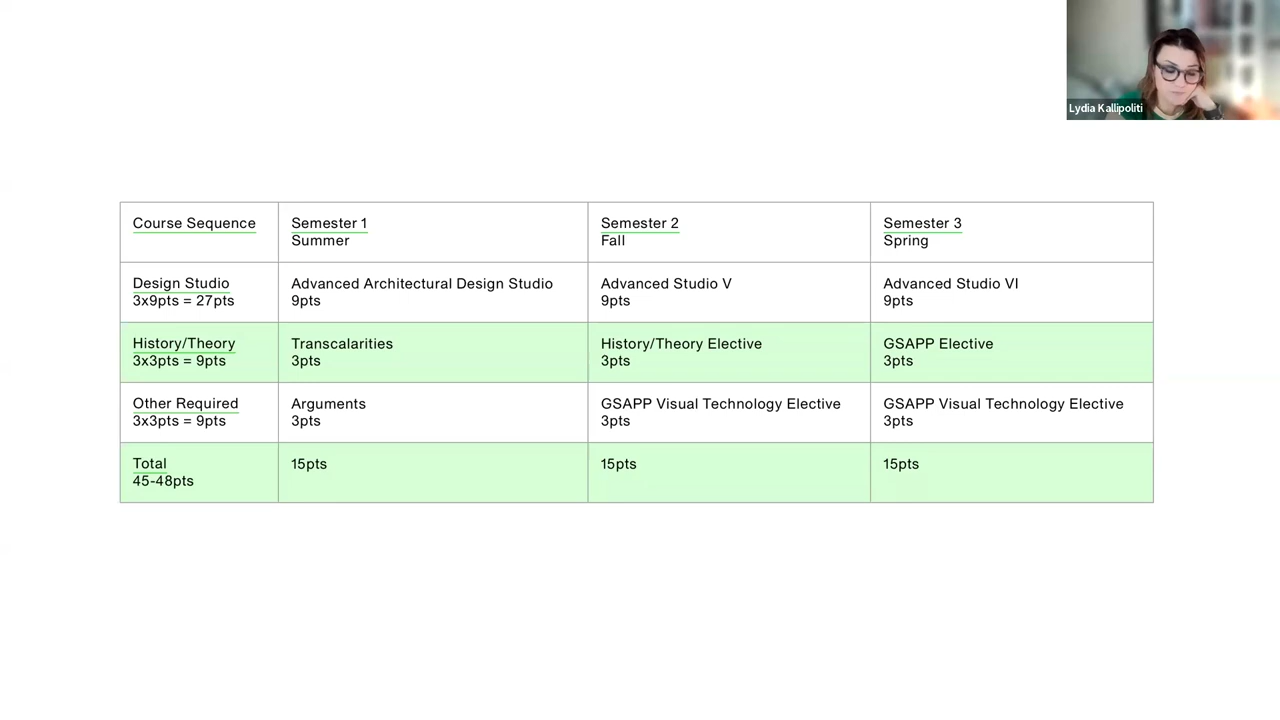 Lydia Kallipoliti
Course Sequence
Semester 1
Summer
Semester 2
Fall
Semester 3
Spring
Design Studio
3x9pts = 27pts
Advanced Architectural Design Studio
9pts
Advanced Studio V
9pts
Advanced Studio VI
9pts
History/Theory
3x3pts = 9pts
Transcalarities
3pts
History/Theory Elective
3pts
GSAPP Elective
3pts
Other Required
3x3pts = 9pts
Arguments
3pts
GSAPP Visual Technology Elective
3pts
GSAPP Visual Technology Elective
3pts
Total
45-48pts
15pts
15pts
15pts